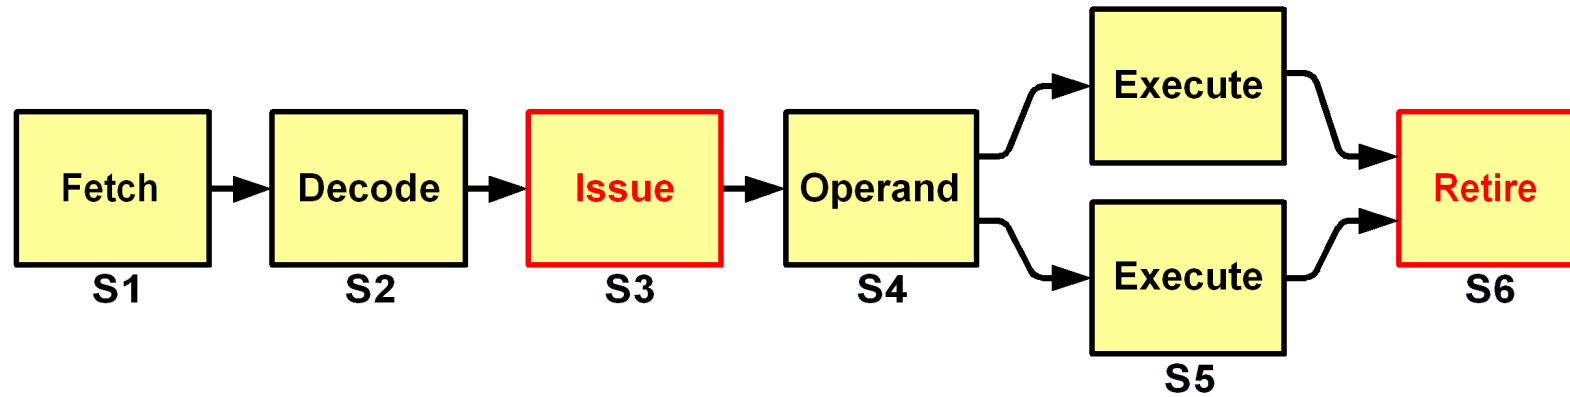 Fetch
S1
Decode
S2
Issue
S3
Operand
S4
Execute
Execute
S5
Retire
S6